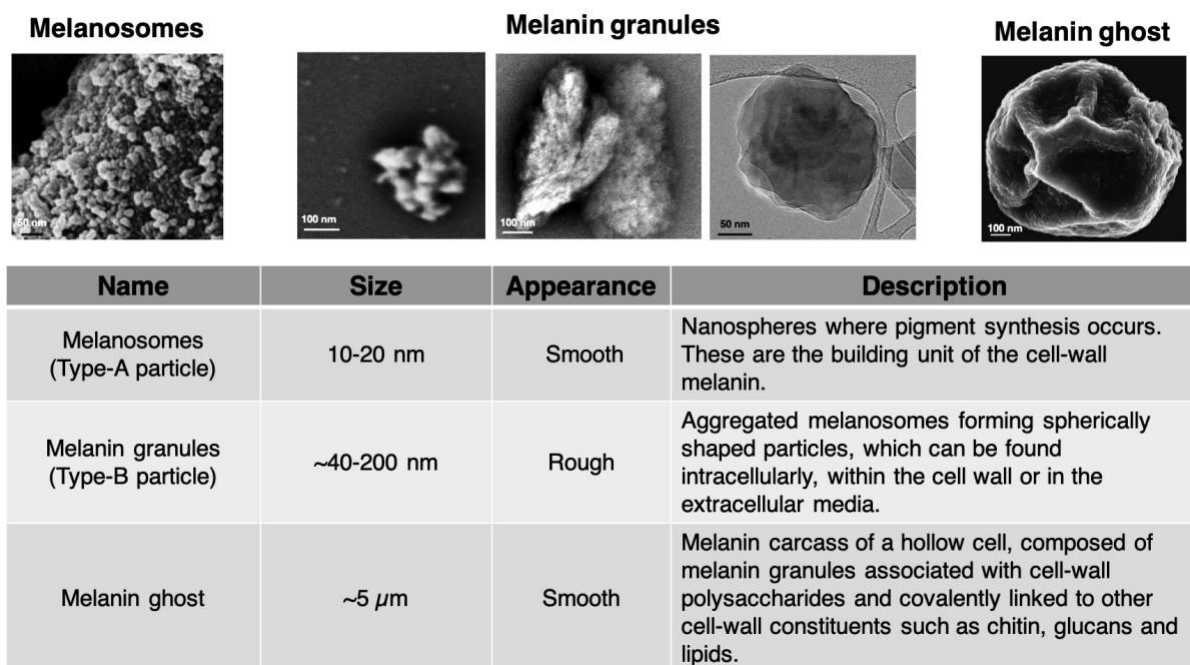 Melanosomes
Melanin granules
Melanin ghost
50 nm
100 nm
100 nm
50 nm
100 nm
Name Size Appearance Description
Melanosomes
(Type-A particle)
10-20 nm
Smooth
Nanospheres where pigment synthesis occurs.
These are the building unit of the cell-wall
melanin.
Melanin granules
(Type-B particle)
~40-200 nm
Rough
Aggregated melanosomes forming spherically
shaped particles, which can be found
intracellularly, within the cell wall or in the
extracellular media.
Melanin ghost
~5 µm
Smooth
Melanin carcass of a hollow cell, composed of
melanin granules associated with cell-wall
polysaccharides and covalently linked to other
cell-wall constituents such as chitin, glucans and
lipids.